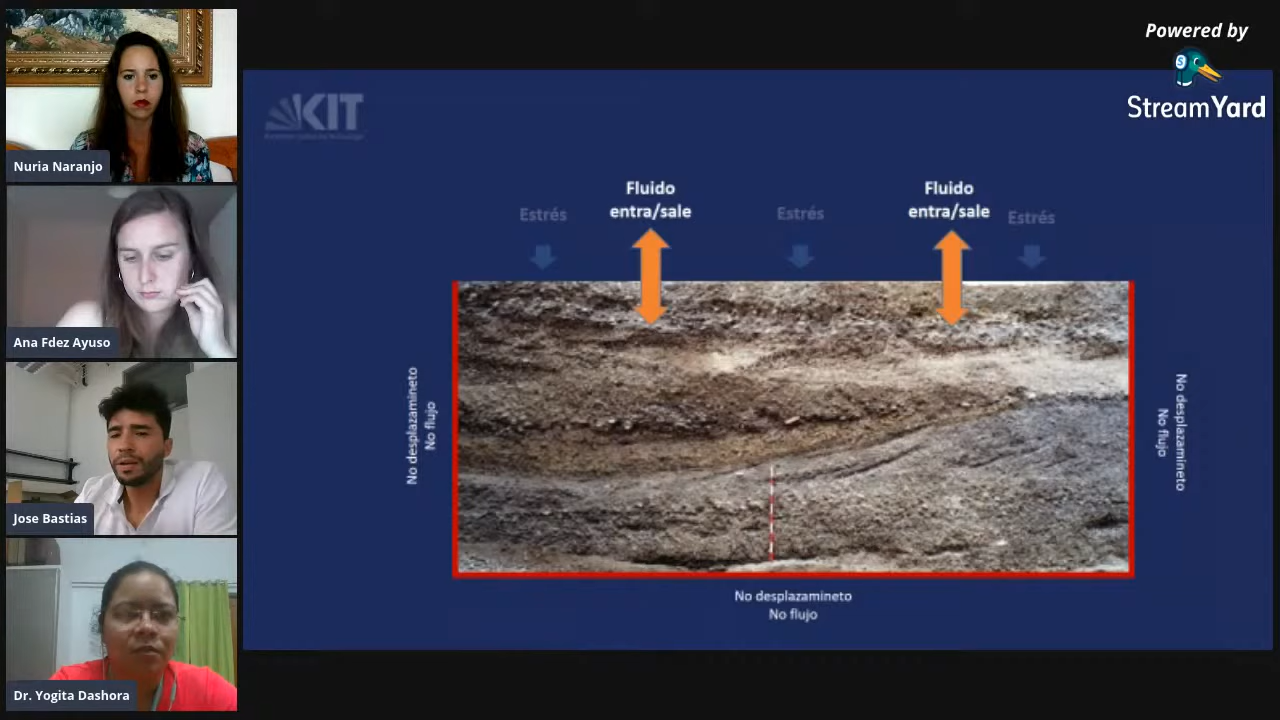 Powered by
StreamYard
Nuria Naranjo
Ana Fdez Ayuso
Jose Bastias
Dr. Yogita Dashora
KIT
Estrés
Fluido
entra/sale
Estrés
Fluido
entra/sale
Estrés
No desplazamineto
No flujo
No desplazamineto
No flujo
No desplazamineto
No flujo